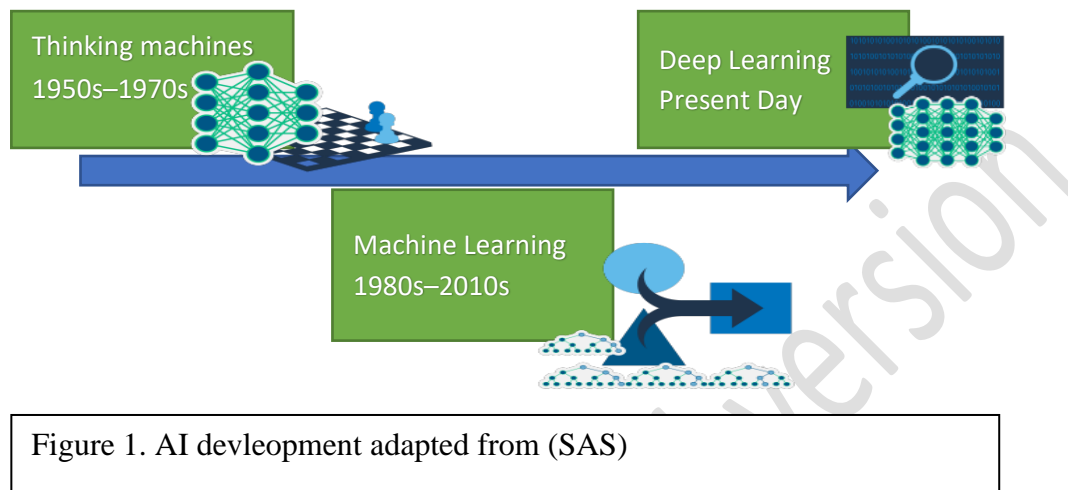 Thinking machines
1950s–1970s
Deep Learning
Present Day
Machine Learning
1980s–2010s
version
Figure 1. AI devleopment adapted from (SAS)